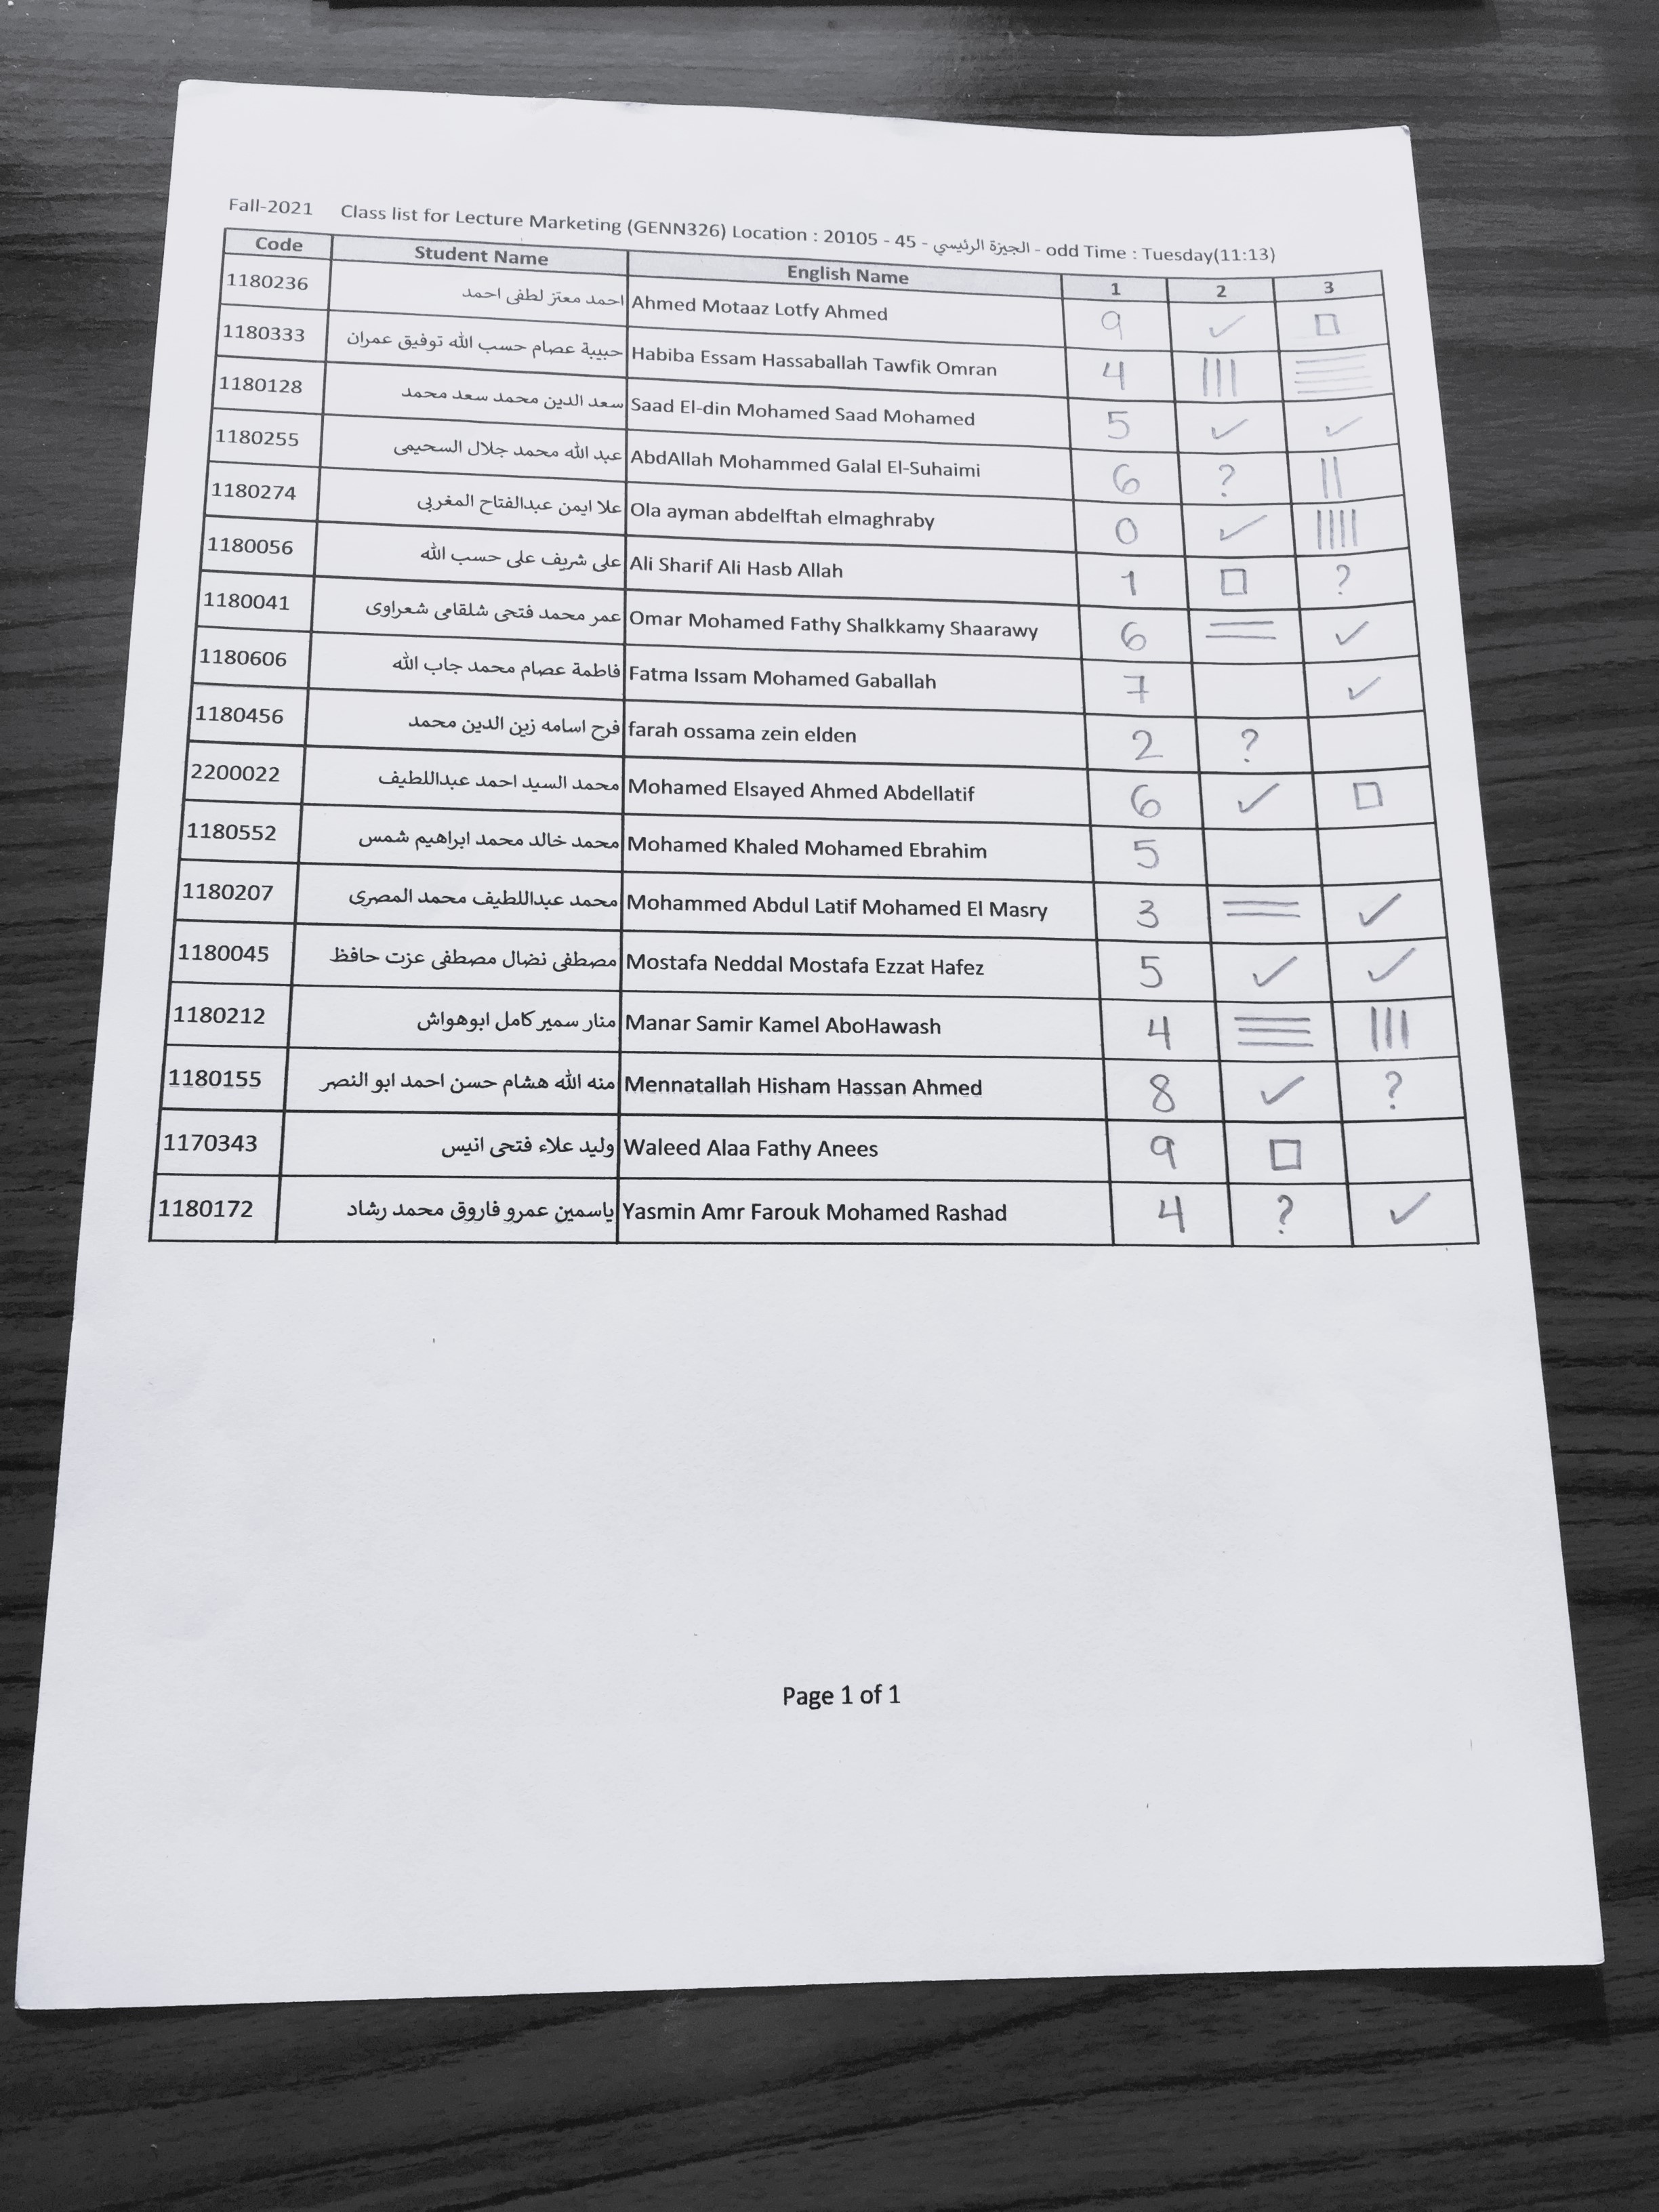 Fall-2021 Class list for Lecture Marketing (GENN326) Location : 20105 - 45 - الجيزة الرئيسي - odd Time : Tuesday(11:13)
Code Student Name English Name 1 2 3
1180236 احمد معتز لطفى احمد Ahmed Motaaz Lotfy Ahmed 9 ✓ □
1180333 حبيبة عصام حسب الله توفيق عمران Habiba Essam Hassaballah Tawfik Omran 4 ||| ☰
1180128 سعد الدين محمد سعد محمد Saad El-din Mohamed Saad Mohamed 5 ✓ ✓
1180255 عبد الله محمد جلال السحيمى AbdAllah Mohammed Galal El-Suhaimi 6 ? ||
1180274 علا ايمن عبدالفتاح المغربى Ola ayman abdelftah elmaghraby 0 ✓ ||||
1180056 على شريف على حسب الله Ali Sharif Ali Hasb Allah 1 □ ?
1180041 عمر محمد فتحى شلقامى شعراوى Omar Mohamed Fathy Shalkkamy Shaarawy 6 = ✓
1180606 فاطمة عصام محمد جاب الله Fatma Issam Mohamed Gaballah 7 ✓
1180456 فرح اسامه زين الدين محمد farah ossama zein elden 2 ?
2200022 محمد السيد احمد عبداللطيف Mohamed Elsayed Ahmed Abdellatif 6 ✓ □
1180552 محمد خالد محمد ابراهيم شمس Mohamed Khaled Mohamed Ebrahim 5
1180207 محمد عبداللطيف محمد المصرى Mohammed Abdul Latif Mohamed El Masry 3 = ✓
1180045 مصطفى نضال مصطفى عزت حافظ Mostafa Neddal Mostafa Ezzat Hafez 5 ✓ ✓
1180212 منار سمير كامل ابوهواش Manar Samir Kamel AboHawash 4 ≡ |||
1180155 منه الله هشام حسن احمد ابو النصر Mennatallah Hisham Hassan Ahmed 8 ✓ ?
1170343 وليد علاء فتحى انيس Waleed Alaa Fathy Anees 9 □
1180172 ياسمين عمرو فاروق محمد رشاد Yasmin Amr Farouk Mohamed Rashad 4 ? ✓
Page 1 of 1